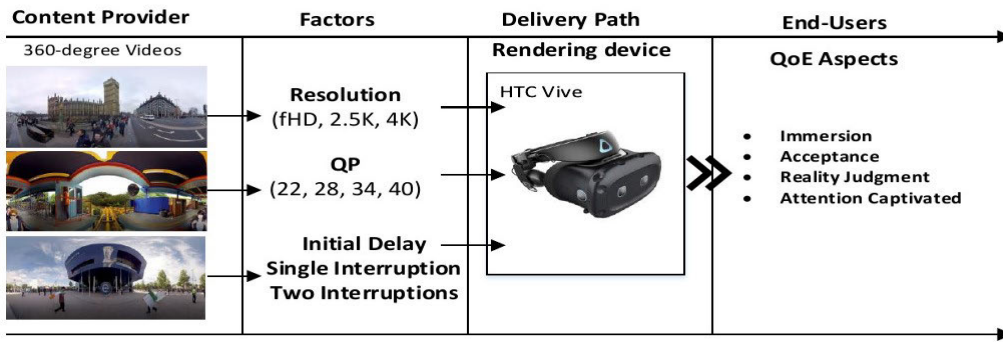 Content Provider
Factors
Delivery Path
End-Users
360-degree Videos
Resolution
(fHD, 2.5K, 4K)
QP
(22, 28, 34, 40)
Initial Delay
Single Interruption
Two Interruptions
Rendering device
HTC Vive
QoE Aspects
• Immersion
• Acceptance
• Reality Judgment
• Attention Captivated